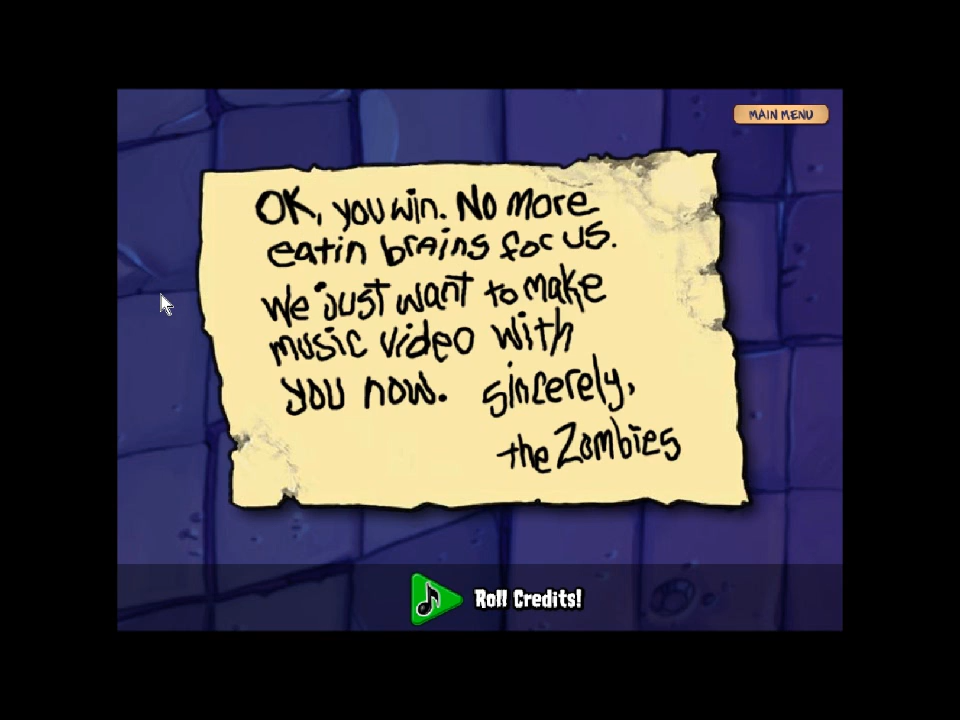 MAIN MENU
OK, you win. No more
eatin brains for us.
We just want to make
music video with
you now. Sincerely,
the Zombies
Roll Credits!